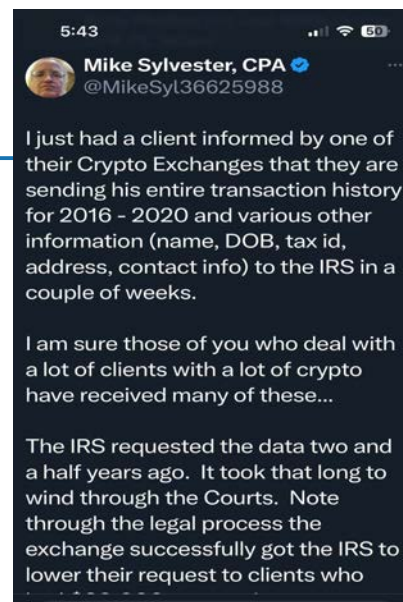 5:43
50
Mike Sylvester, CPA
@MikeSyl36625988
I just had a client informed by one of
their Crypto Exchanges that they are
sending his entire transaction history
for 2016 - 2020 and various other
information (name, DOB, tax id,
address, contact info) to the IRS in a
couple of weeks.
I am sure those of you who deal with
a lot of clients with a lot of crypto
have received many of these...
The IRS requested the data two and
a half years ago. It took that long to
wind through the Courts. Note
through the legal process the
exchange successfully got the IRS to
lower their request to clients who